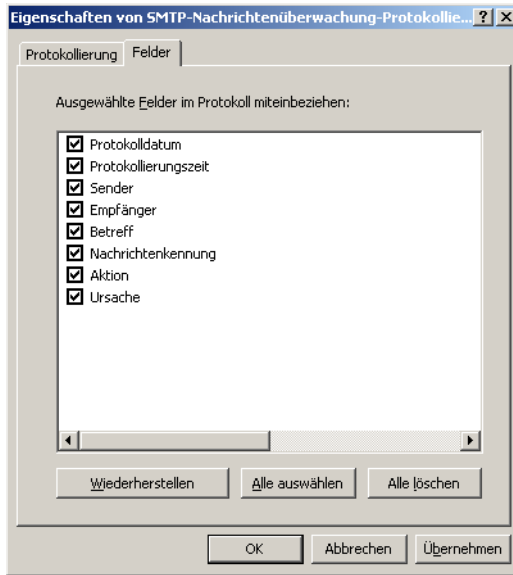 Eigenschaften von SMTP-Nachrichtenüberwachung-Protokollie...
Protokollierung Felder
Ausgewählte Felder im Protokoll miteinbeziehen:
Protokolldatum
Protokollierungszeit
Sender
Empfänger
Betreff
Nachrichtenkennung
Aktion
Ursache
Wiederherstellen Alle auswählen Alle löschen
OK Abbrechen Übernehmen